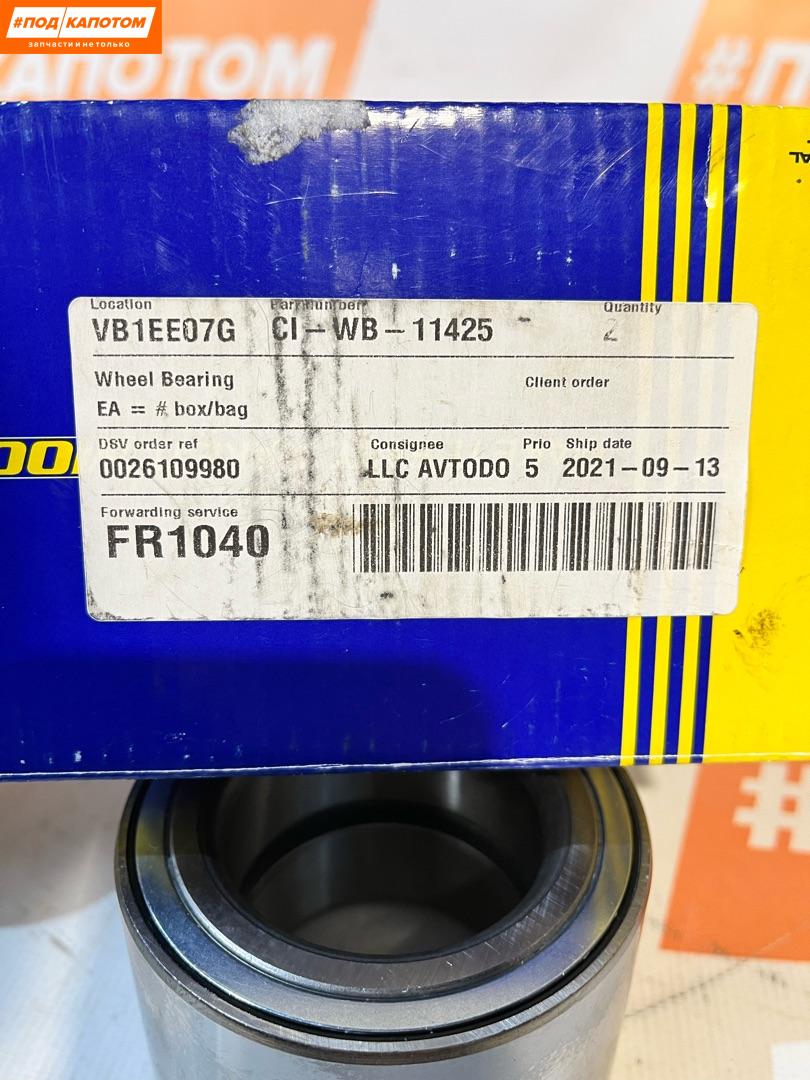 #ПОД КАПОТОМ
запчасти и не только
КАПОТОМ
#П
Location Part number Quantity
VB1EE07G CI-WB-11425 2
Wheel Bearing Client order
EA = # box/bag
DSV order ref Consignee Prio Ship date
0026109980 LLC AVTODO 5 2021-09-13
Forwarding service
FR1040
#